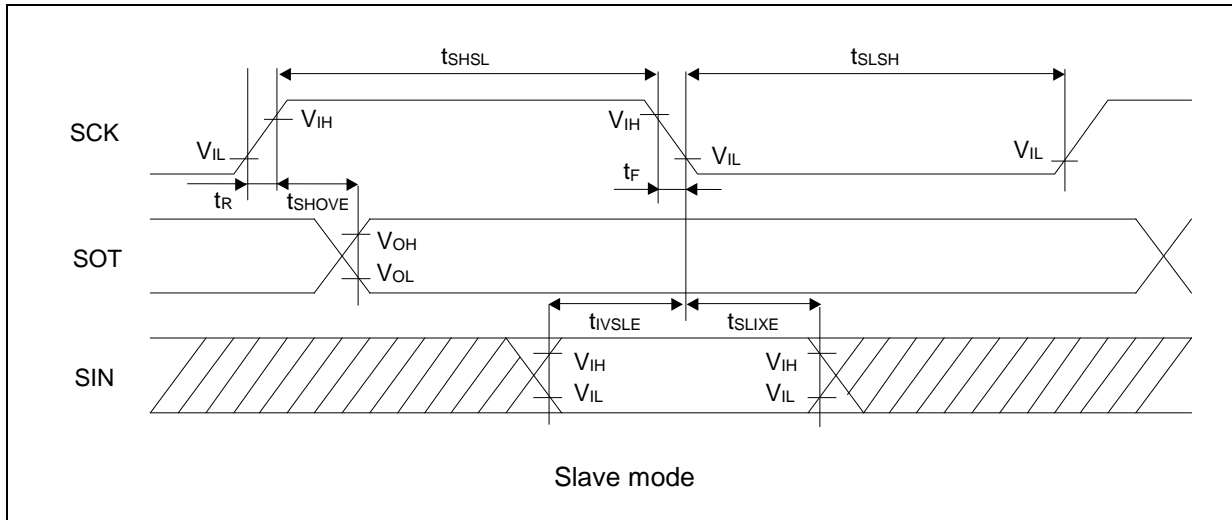 tSHSL
tSLSH
SCK
VIH
VIH
VIL
VIL
VIL
tR
tSHOVE
tF
SOT
VOH
VOL
tIVSLE
tSLIXE
SIN
VIH
VIH
VIL
VIL
Slave mode